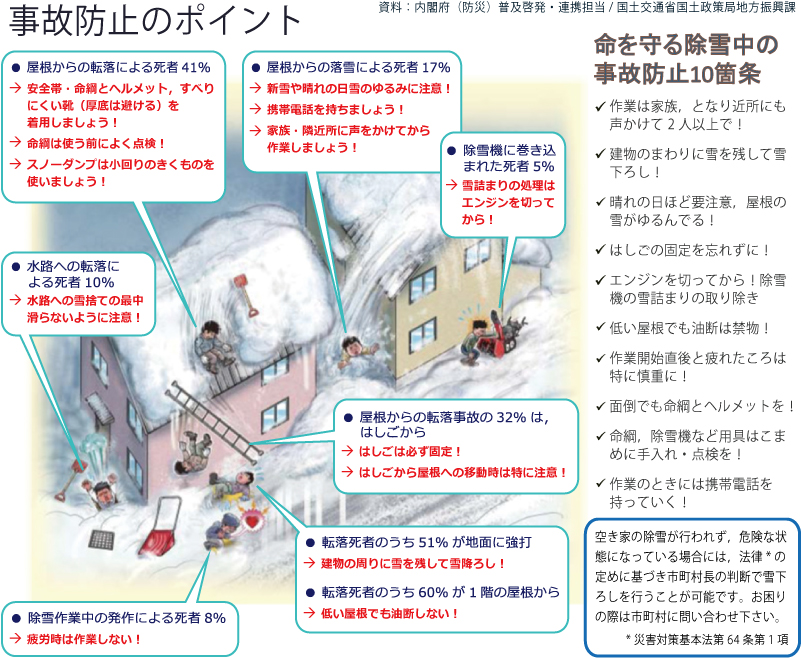 事故防止のポイント
資料：内閣府（防災）普及啓発・連携担当 / 国土交通省国土政策局地方振興課
● 屋根からの転落による死者 41%
→ 安全帯・命綱とヘルメット，すべり
にくい靴（厚底は避ける）を
着用しましょう！
→ 命綱は使う前によく点検！
→ スノーダンプは小回りのきくものを
使いましょう！
● 屋根からの落雪による死者 17%
→ 新雪や晴れの日雪のゆるみに注意！
→ 携帯電話を持ちましょう！
→ 家族・隣近所に声をかけてから
作業しましょう！
● 除雪機に巻き込
まれた死者 5%
→ 雪詰まりの処理は
エンジンを切って
から！
● 水路への転落に
よる死者 10%
→ 水路への雪捨ての最中
滑らないように注意！
● 屋根からの転落事故の 32% は，
はしごから
→ はしごは必ず固定！
→ はしごから屋根への移動時は特に注意！
● 転落死者のうち 51% が地面に強打
→ 建物の周りに雪を残して雪降ろし！
● 転落死者のうち 60% が 1 階の屋根から
→ 低い屋根でも油断しない！
● 除雪作業中の発作による死者 8%
→ 疲労時は作業しない！
命を守る除雪中の
事故防止10箇条
✓ 作業は家族，となり近所にも
声かけて 2 人以上で！
✓ 建物のまわりに雪を残して雪
下ろし！
✓ 晴れの日ほど要注意，屋根の
雪がゆるんでる！
✓ はしごの固定を忘れずに！
✓ エンジンを切ってから！除雪
機の雪詰まりの取り除き
✓ 低い屋根でも油断は禁物！
✓ 作業開始直後と疲れたころは
特に慎重に！
✓ 面倒でも命綱とヘルメットを！
✓ 命綱，除雪機など用具はこま
めに手入れ・点検を！
✓ 作業のときには携帯電話を
持っていく！
空き家の除雪が行われず，危険な状
態になっている場合には，法律 * の
定めに基づき市町村長の判断で雪下
ろしを行うことが可能です。お困り
の際は市町村に問い合わせ下さい。
* 災害対策基本法第 64 条第 1 項